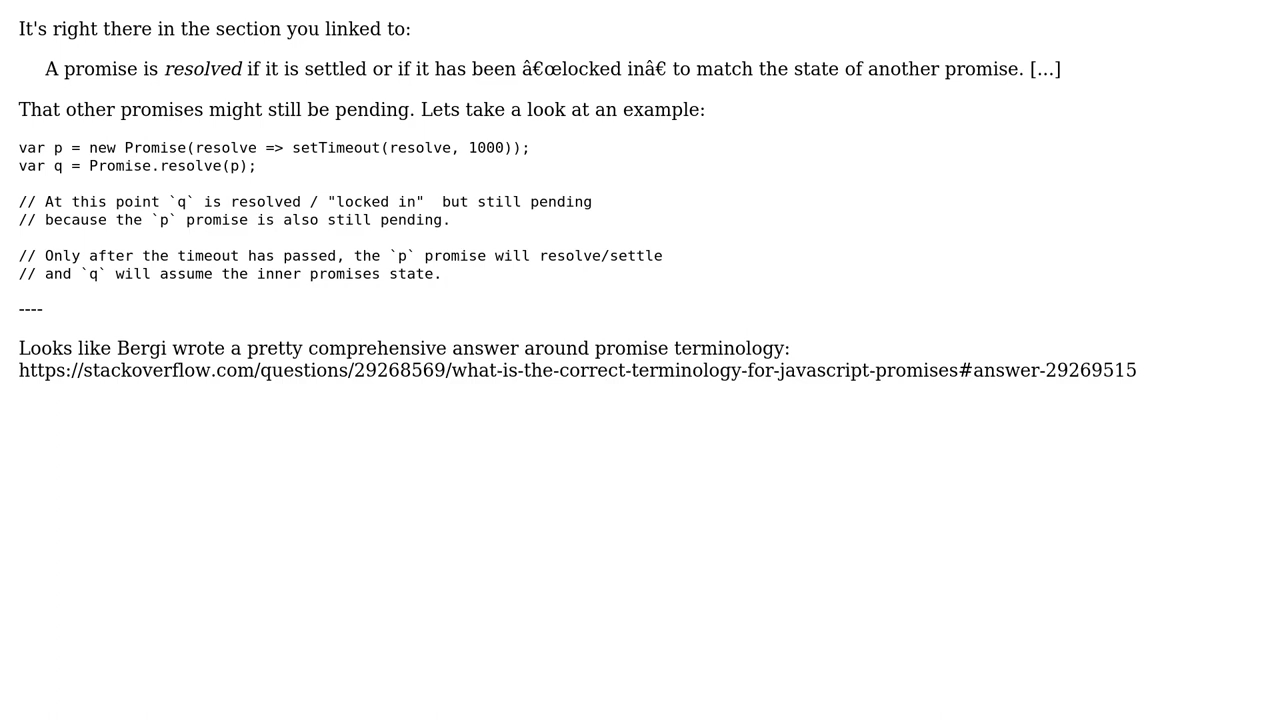 It's right there in the section you linked to:
A promise is resolved if it is settled or if it has been â€œlocked inâ€ to match the state of another promise. [...]
That other promises might still be pending. Lets take a look at an example:
var p = new Promise(resolve => setTimeout(resolve, 1000));
var q = Promise.resolve(p);
// At this point `q` is resolved / "locked in"  but still pending
// because the `p` promise is also still pending.
// Only after the timeout has passed, the `p` promise will resolve/settle
// and `q` will assume the inner promises state.
----
Looks like Bergi wrote a pretty comprehensive answer around promise terminology:
https://stackoverflow.com/questions/29268569/what-is-the-correct-terminology-for-javascript-promises#answer-29269515